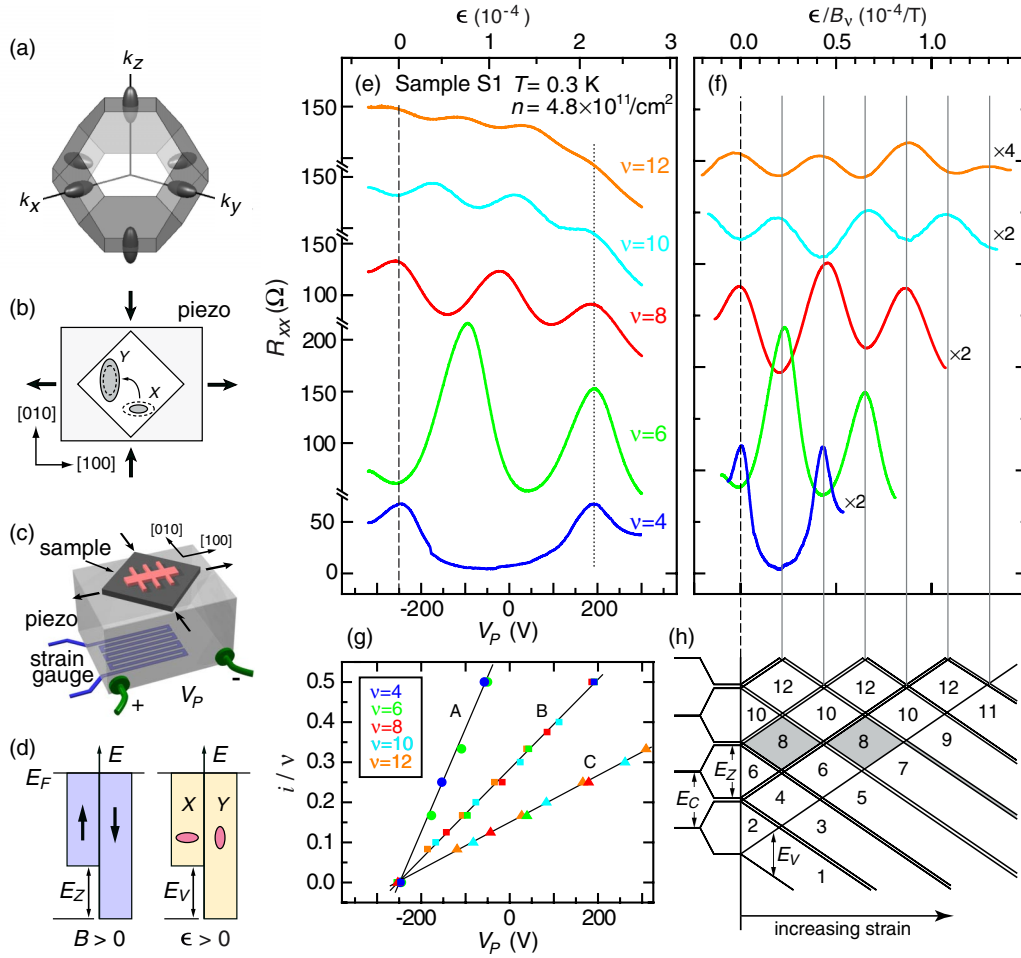 (a)
k_z
k_x
k_y
(b)
piezo
Y
X
[010]
[100]
(c)
sample
[010]
[100]
piezo
strain
gauge
V_P
+
-
(d)
E
E
E_F
X
Y
E_Z
E_V
B > 0
ϵ > 0
ϵ (10⁻⁴)
0 1 2 3
(e) Sample S1 T= 0.3 K
n = 4.8×10¹¹/cm²
150
150
150
100
200
150
100
50
0
R_xx (Ω)
ν=12
ν=10
ν=8
ν=6
ν=4
-200 0 200
V_P (V)
ϵ/B_ν (10⁻⁴/T)
0.0 0.5 1.0
(f)
×4
×2
×2
×2
(g)
ν=4
ν=6
ν=8
ν=10
ν=12
A
B
C
0.5
0.4
0.3
0.2
0.1
0.0
i / ν
-200 0 200
V_P (V)
(h)
12 12 12
10 10 10 11
8 8 9
E_Z 6 6 7
E_C 4 5
2 3
E_V
1
increasing strain